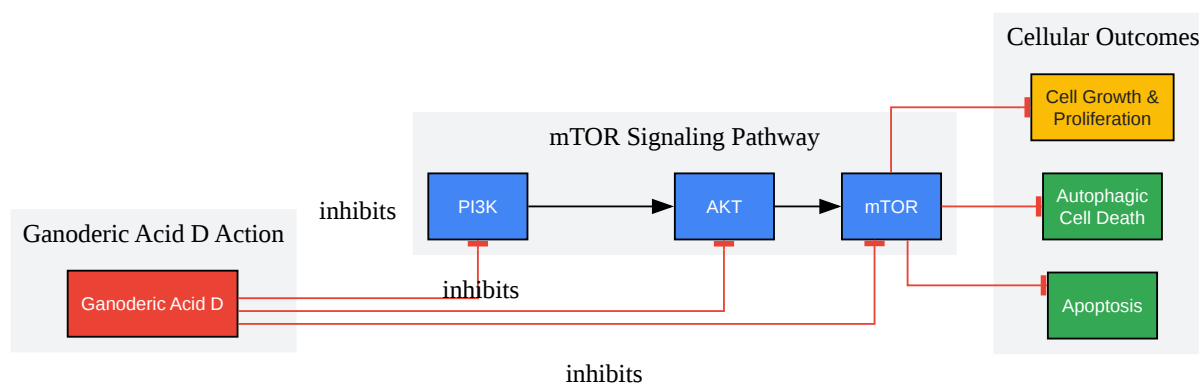 Cellular Outcomes
Cell Growth &
Proliferation
mTOR Signaling Pathway
PI3K
AKT
mTOR
Autophagic
Cell Death
inhibits
Ganoderic Acid D Action
inhibits
Ganoderic Acid D
Apoptosis
inhibits